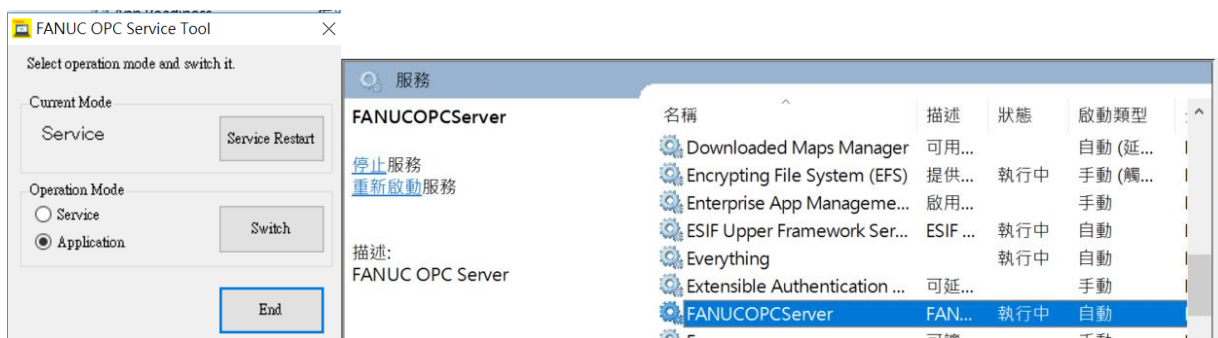 FANUC OPC Service Tool
Select operation mode and switch it.
Current Mode
Service
Service Restart
Operation Mode
Service
Application
Switch
End
服務
FANUCOPCServer
停止服務
重新啟動服務
描述:
FANUC OPC Server
名稱 描述 狀態 啟動類型
Downloaded Maps Manager 可用... 自動 (延...
Encrypting File System (EFS) 提供... 執行中 手動 (觸...
Enterprise App Manageme... 啟用... 手動
ESIF Upper Framework Ser... ESIF ... 執行中 自動
Everything 執行中 自動
Extensible Authentication ... 可延... 手動
FANUCOPCServer FAN... 執行中 自動